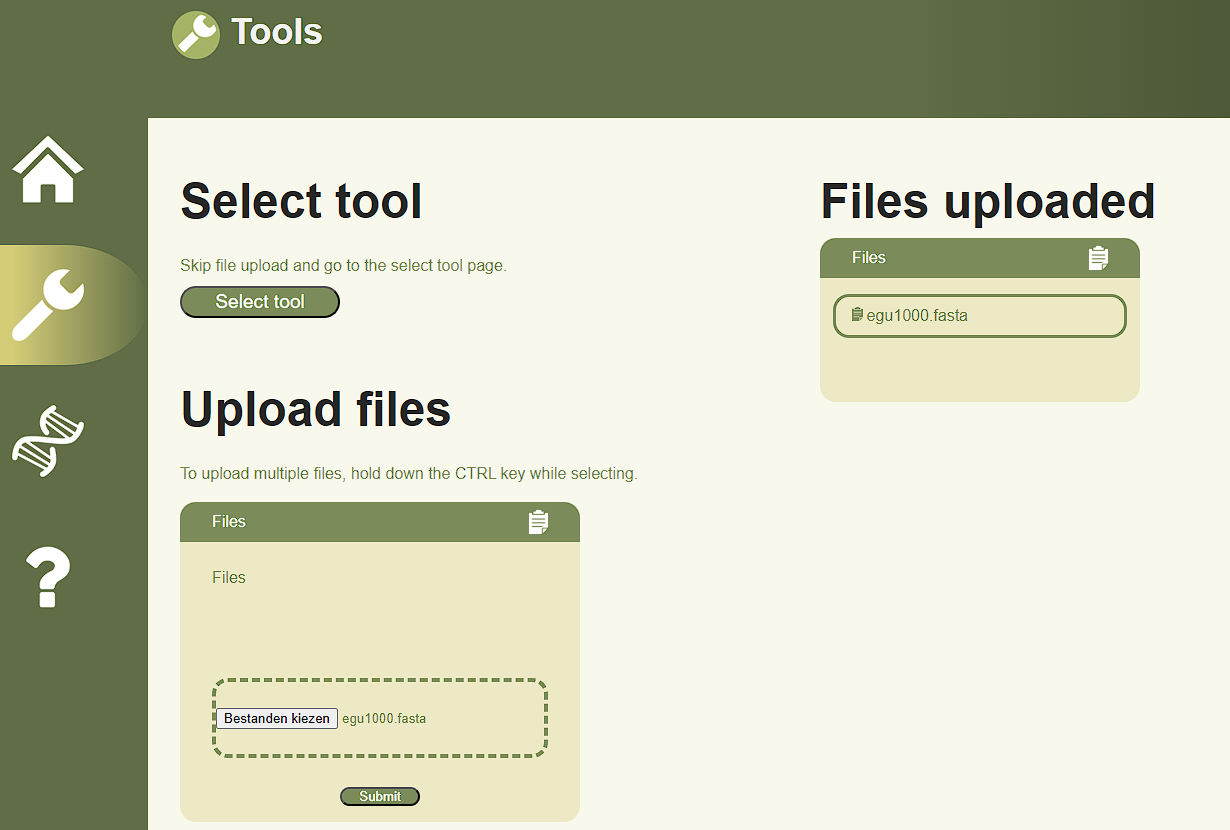 Tools
Select tool
Skip file upload and go to the select tool page.
Select tool
Upload files
To upload multiple files, hold down the CTRL key while selecting.
Files
Files
Bestanden kiezen egu1000.fasta
Submit
Files uploaded
Files
egu1000.fasta